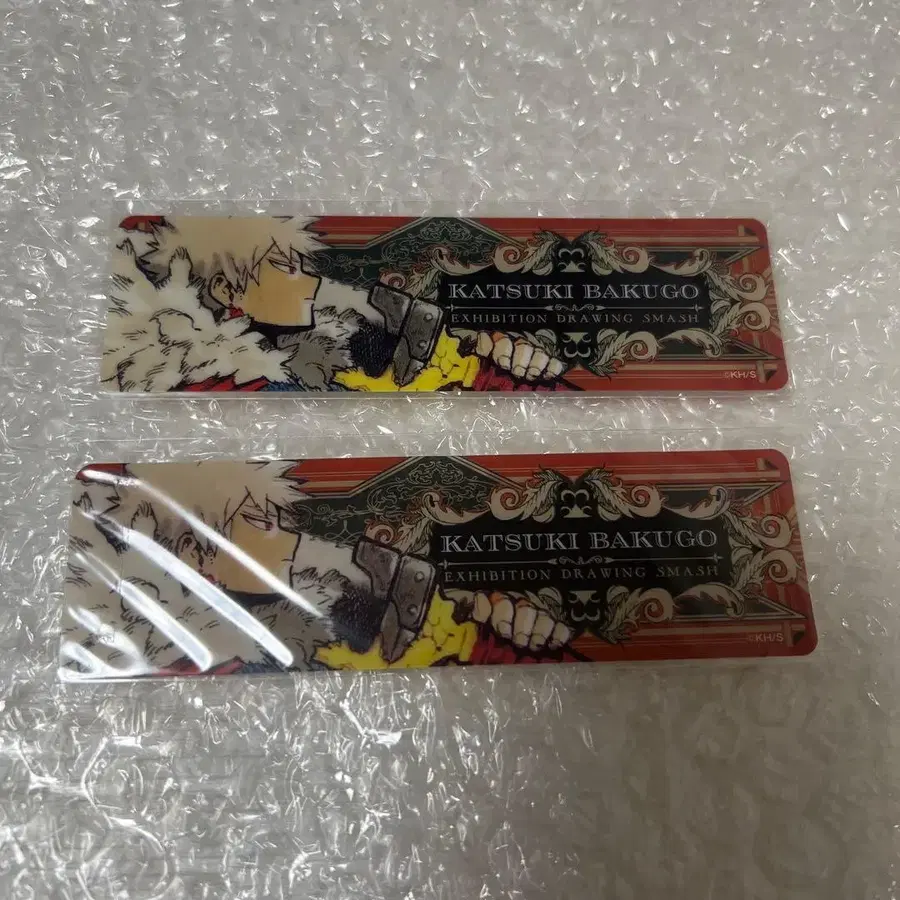 KATSUKI BAKUGO
EXHIBITION DRAWING SMASH
©KH/S
KATSUKI BAKUGO
EXHIBITION DRAWING SMASH
©KH/S